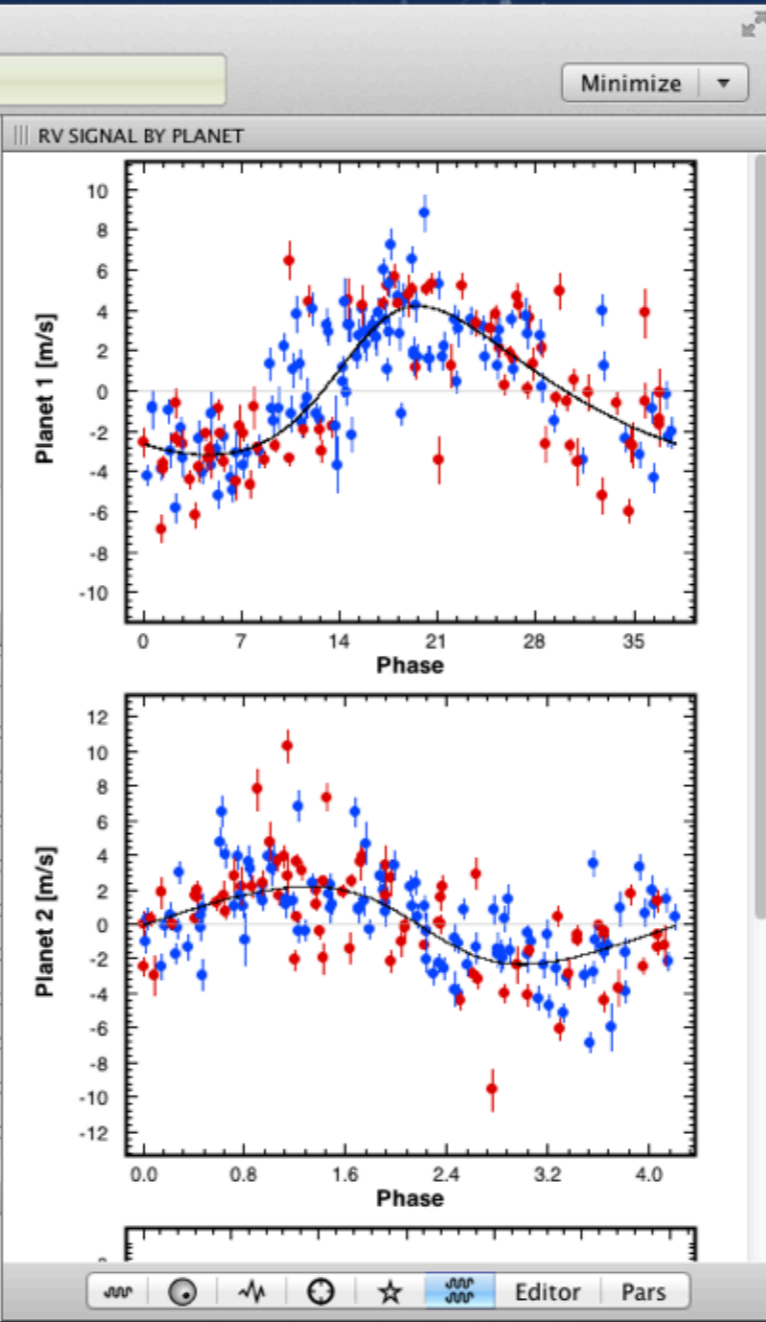 Minimize
RV SIGNAL BY PLANET
10
8
6
4
2
0
-2
-4
-6
-8
-10
Planet 1 [m/s]
0 7 14 21 28 35
Phase
12
10
8
6
4
2
0
-2
-4
-6
-8
-10
-12
Planet 2 [m/s]
0.0 0.8 1.6 2.4 3.2 4.0
Phase
Editor Pars